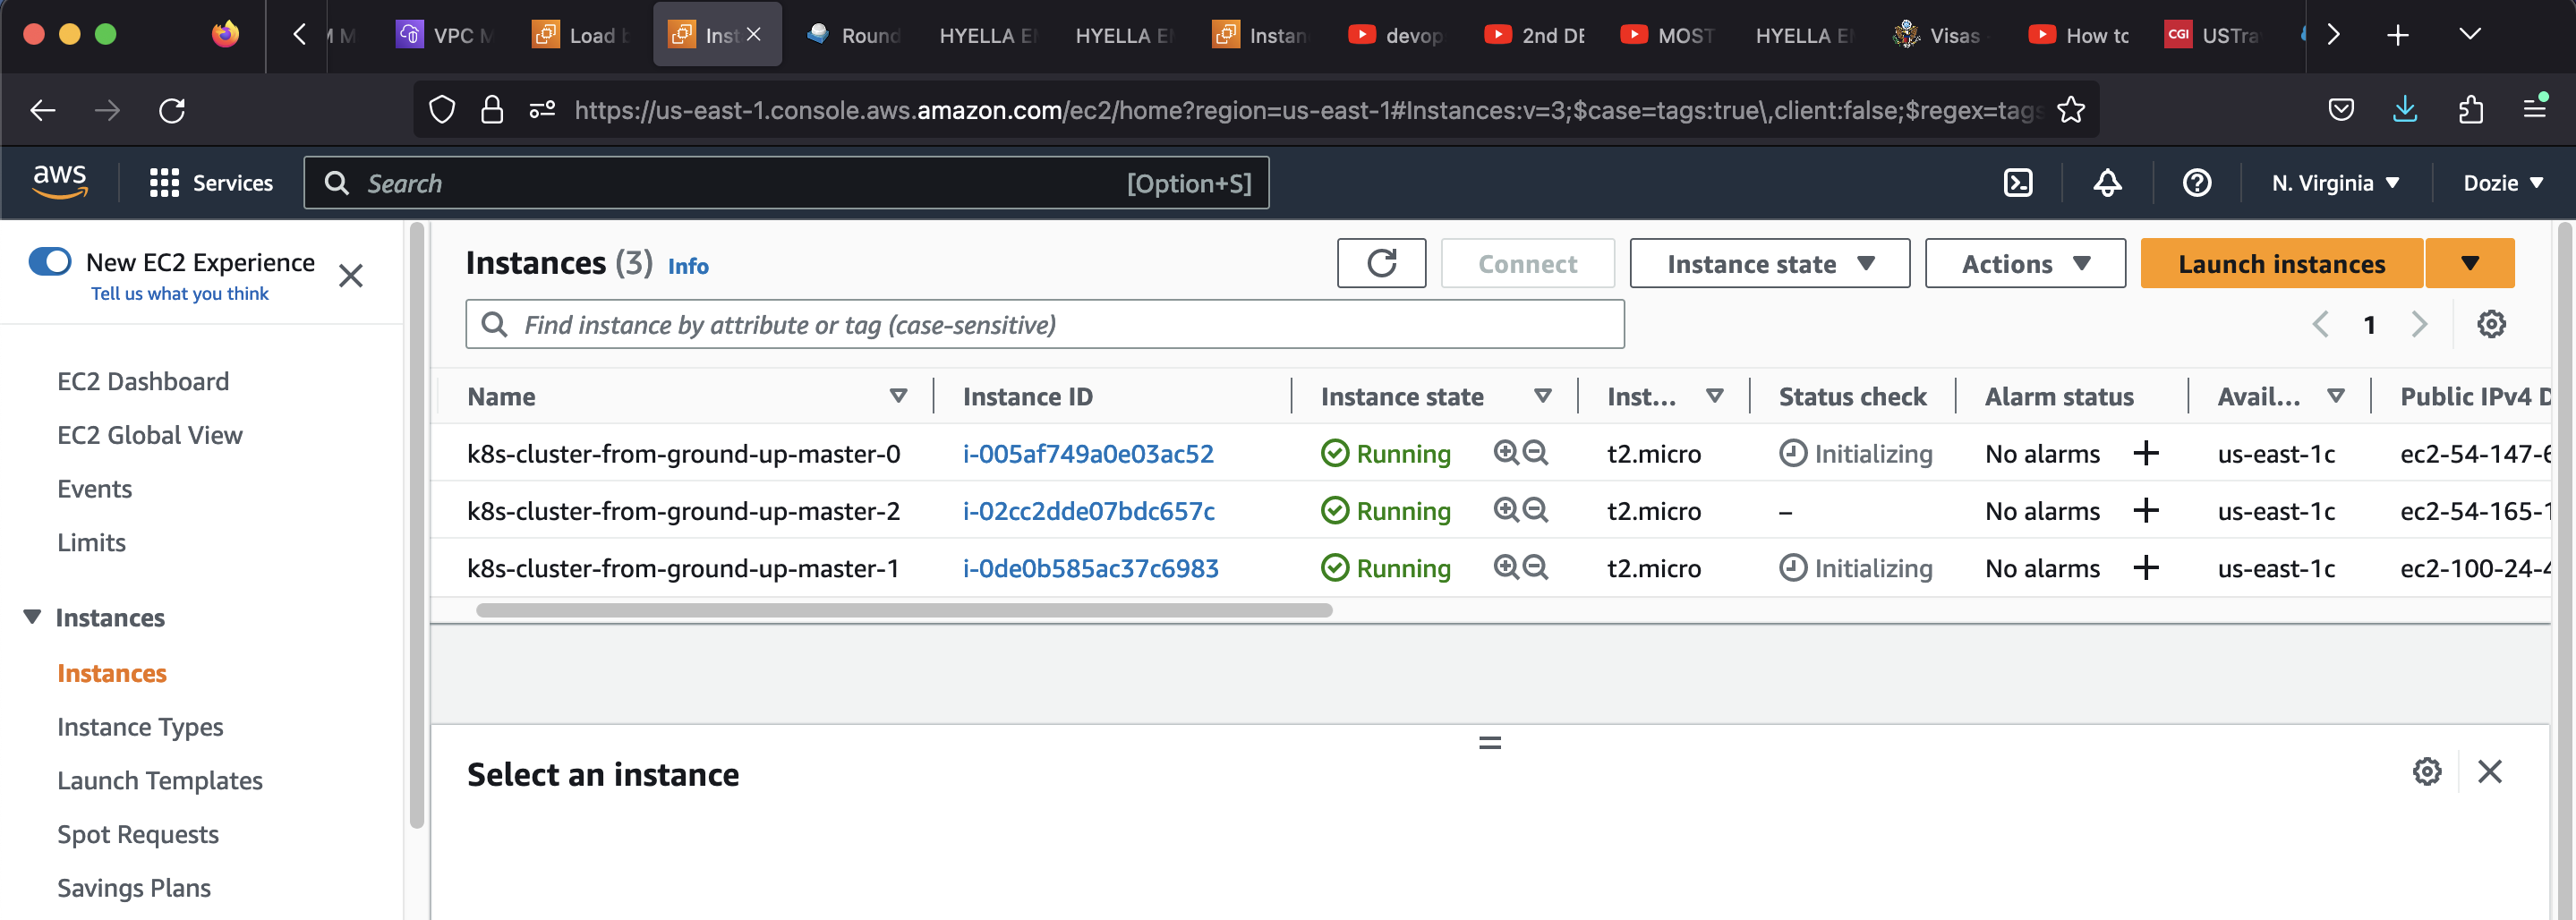 VPC M
Load b
Inst
Round
HYELLA E
HYELLA E
Instan
devop
2nd DE
MOST
HYELLA E
Visas
How to
CGI USTra
https://us-east-1.console.aws.amazon.com/ec2/home?region=us-east-1#Instances:v=3;$case=tags:true\,client:false;$regex=tags
aws Services Search [Option+S] N. Virginia Dozie
New EC2 Experience
Tell us what you think
EC2 Dashboard
EC2 Global View
Events
Limits
Instances
Instances
Instance Types
Launch Templates
Spot Requests
Savings Plans
Instances (3) Info Connect Instance state Actions Launch instances
Find instance by attribute or tag (case-sensitive) 1
Name Instance ID Instance state Inst... Status check Alarm status Avail... Public IPv4 D
k8s-cluster-from-ground-up-master-0 i-005af749a0e03ac52 Running t2.micro Initializing No alarms + us-east-1c ec2-54-147-6
k8s-cluster-from-ground-up-master-2 i-02cc2dde07bdc657c Running t2.micro – No alarms + us-east-1c ec2-54-165-1
k8s-cluster-from-ground-up-master-1 i-0de0b585ac37c6983 Running t2.micro Initializing No alarms + us-east-1c ec2-100-24-4
Select an instance